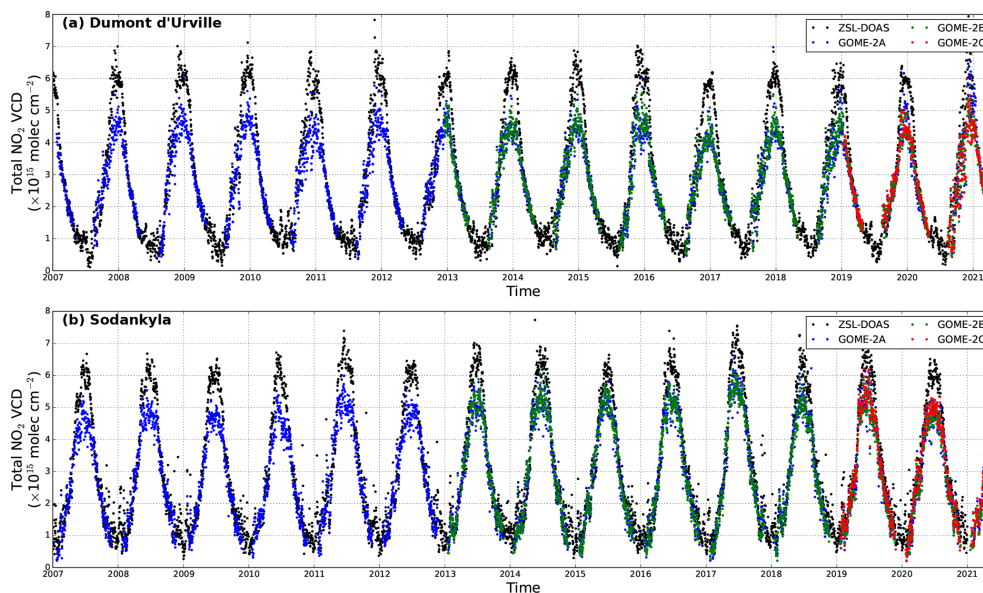 (a) Dumont d'Urville
ZSL-DOAS
GOME-2A
GOME-2B
GOME-2C
Total NO₂ VCD
(×10¹⁵ molec cm⁻²)
8
7
6
5
4
3
2
1
0
2007 2008 2009 2010 2011 2012 2013 2014 2015 2016 2017 2018 2019 2020 2021
Time
(b) Sodankyla
ZSL-DOAS
GOME-2A
GOME-2B
GOME-2C
Total NO₂ VCD
(×10¹⁵ molec cm⁻²)
8
7
6
5
4
3
2
1
0
2007 2008 2009 2010 2011 2012 2013 2014 2015 2016 2017 2018 2019 2020 2021
Time